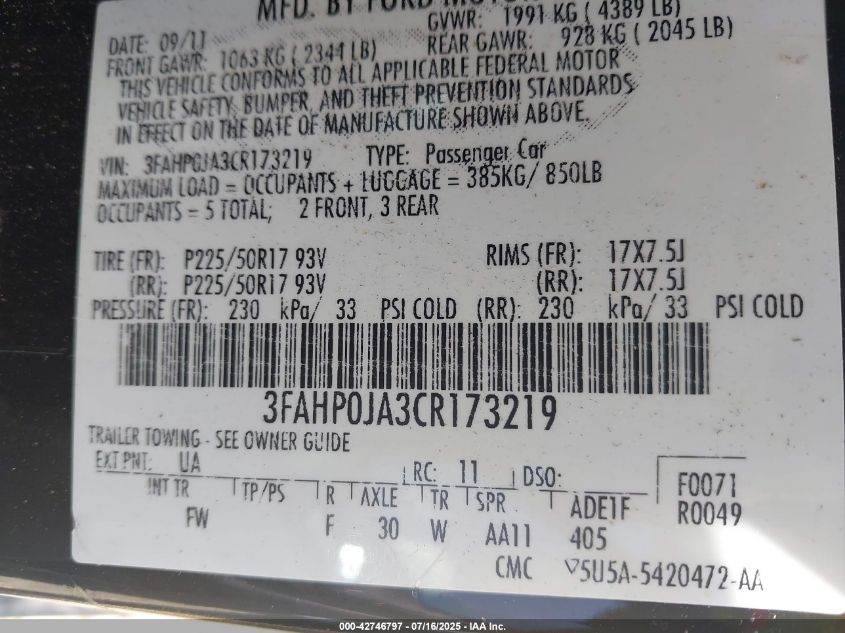 MFD. BY FORD MOTOR
DATE: 09/11 GVWR: 1991 KG ( 4389 LB)
FRONT GAWR: 1063 KG ( 2344 LB) REAR GAWR: 928 KG ( 2045 LB)
THIS VEHICLE CONFORMS TO ALL APPLICABLE FEDERAL MOTOR
VEHICLE SAFETY, BUMPER, AND THEFT PREVENTION STANDARDS
IN EFFECT ON THE DATE OF MANUFACTURE SHOWN ABOVE.
VIN: 3FAHP0JA3CR173219 TYPE: Passenger Car
MAXIMUM LOAD = OCCUPANTS + LUGGAGE = 385KG/ 850LB
OCCUPANTS = 5 TOTAL; 2 FRONT, 3 REAR
TIRE (FR): P225/50R17 93V RIMS (FR): 17X7.5J
(RR): P225/50R17 93V (RR): 17X7.5J
PRESSURE (FR): 230 kPa/ 33 PSI COLD (RR): 230 kPa/ 33 PSI COLD
3FAHP0JA3CR173219
TRAILER TOWING - SEE OWNER GUIDE
EXT PNT: UA RC: 11 DSO: F0071
INT TR TP/PS R AXLE TR SPR ADE1F R0049
FW F 30 W AA11 405
CMC 5U5A-5420472-AA
000-42746797 - 07/16/2025 - IAA Inc.